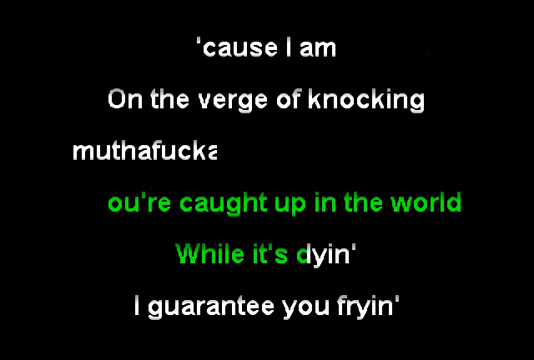 'cause I am
On the verge of knocking
muthafucka
ou're caught up in the world
While it's dyin'
I guarantee you fryin'